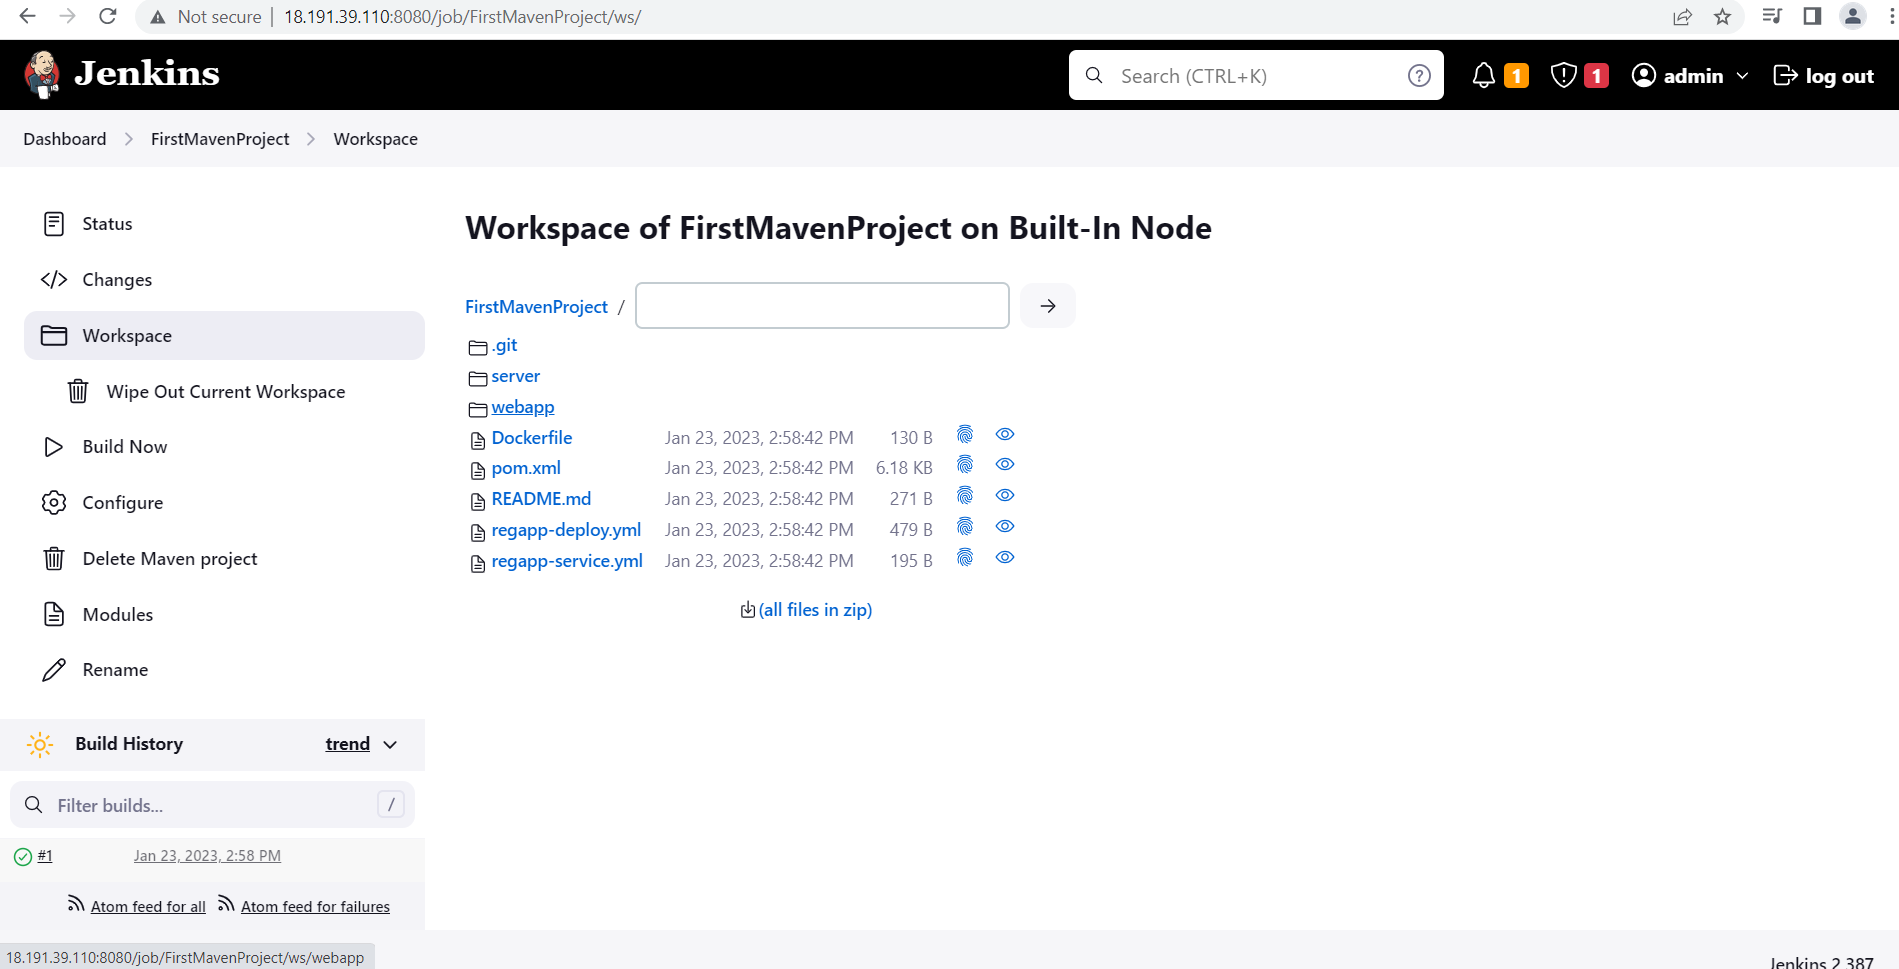 Not secure | 18.191.39.110:8080/job/FirstMavenProject/ws/
Jenkins
Search (CTRL+K)
?
1
1
admin
log out
Dashboard > FirstMavenProject > Workspace
Status
Changes
Workspace
Wipe Out Current Workspace
Build Now
Configure
Delete Maven project
Modules
Rename
Build History
trend
Filter builds...
/
#1 Jan 23, 2023, 2:58 PM
Atom feed for all Atom feed for failures
Workspace of FirstMavenProject on Built-In Node
FirstMavenProject /
.git
server
webapp
Dockerfile Jan 23, 2023, 2:58:42 PM 130 B
pom.xml Jan 23, 2023, 2:58:42 PM 6.18 KB
README.md Jan 23, 2023, 2:58:42 PM 271 B
regapp-deploy.yml Jan 23, 2023, 2:58:42 PM 479 B
regapp-service.yml Jan 23, 2023, 2:58:42 PM 195 B
(all files in zip)
18.191.39.110:8080/job/FirstMavenProject/ws/webapp
Jenkins 2.387